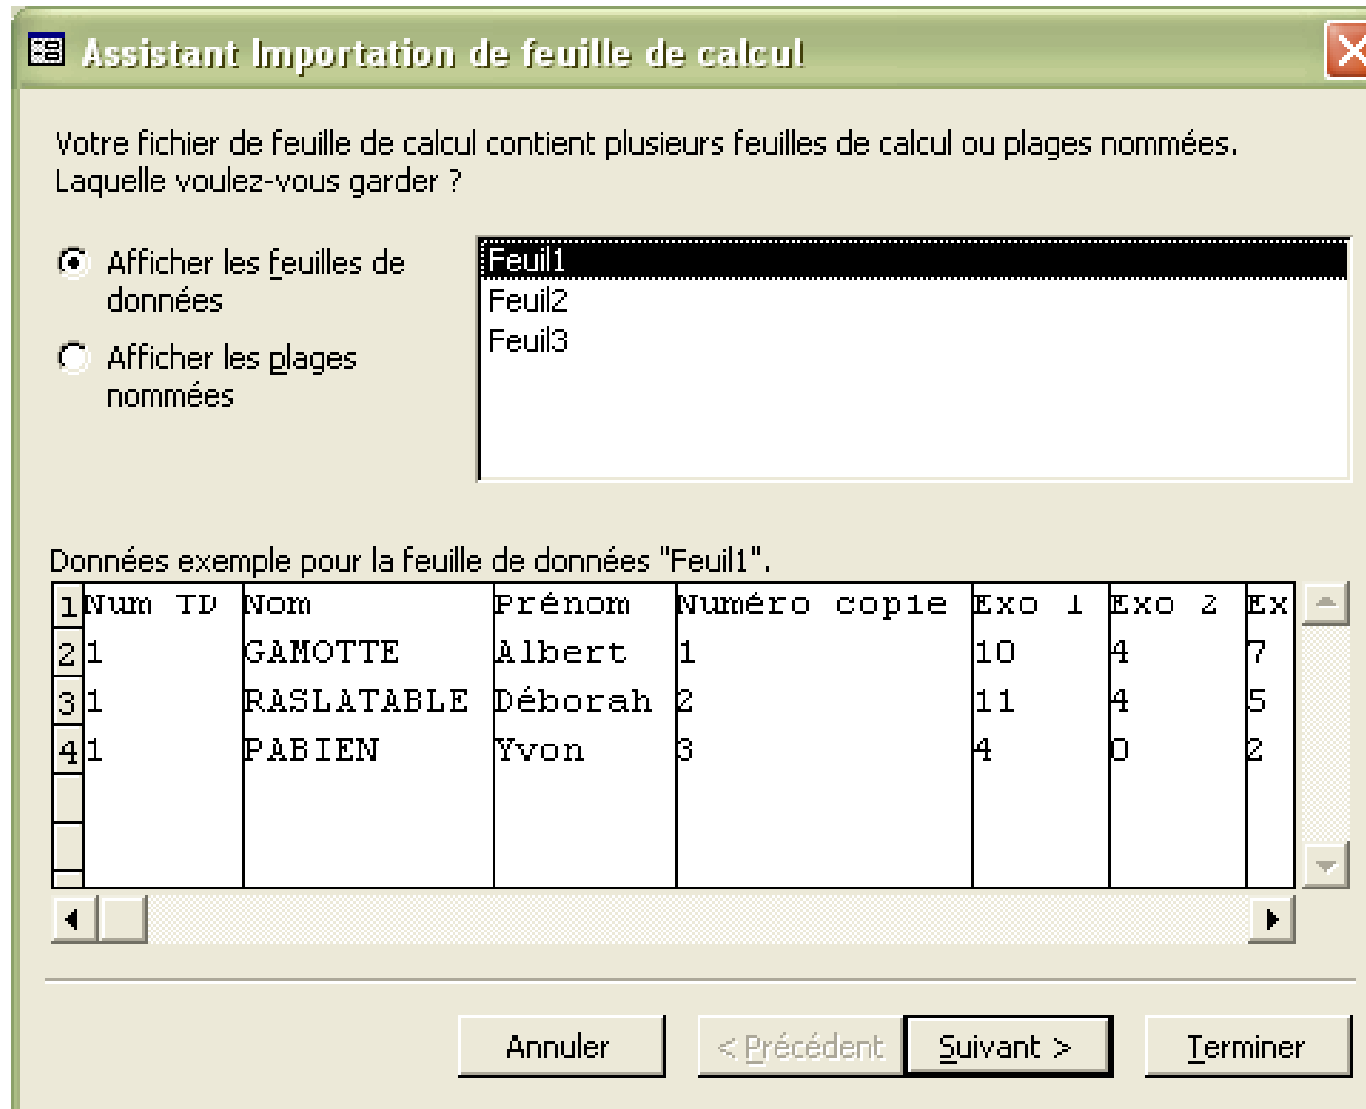 Assistant Importation de feuille de calcul
Votre fichier de feuille de calcul contient plusieurs feuilles de calcul ou plages nommées.
Laquelle voulez-vous garder ?
Afficher les feuilles de
données
Afficher les plages
nommées
Feuil1
Feuil2
Feuil3
Données exemple pour la feuille de données "Feuil1".
1 Num TD Nom Prénom Numéro copie Exo 1 Exo 2 Ex
2 1 GAMOTTE Albert 1 10 4 7
3 1 RASLATABLE Déborah 2 11 4 5
4 1 PABIEN Yvon 3 4 0 2
Annuler < Précédent Suivant > Terminer